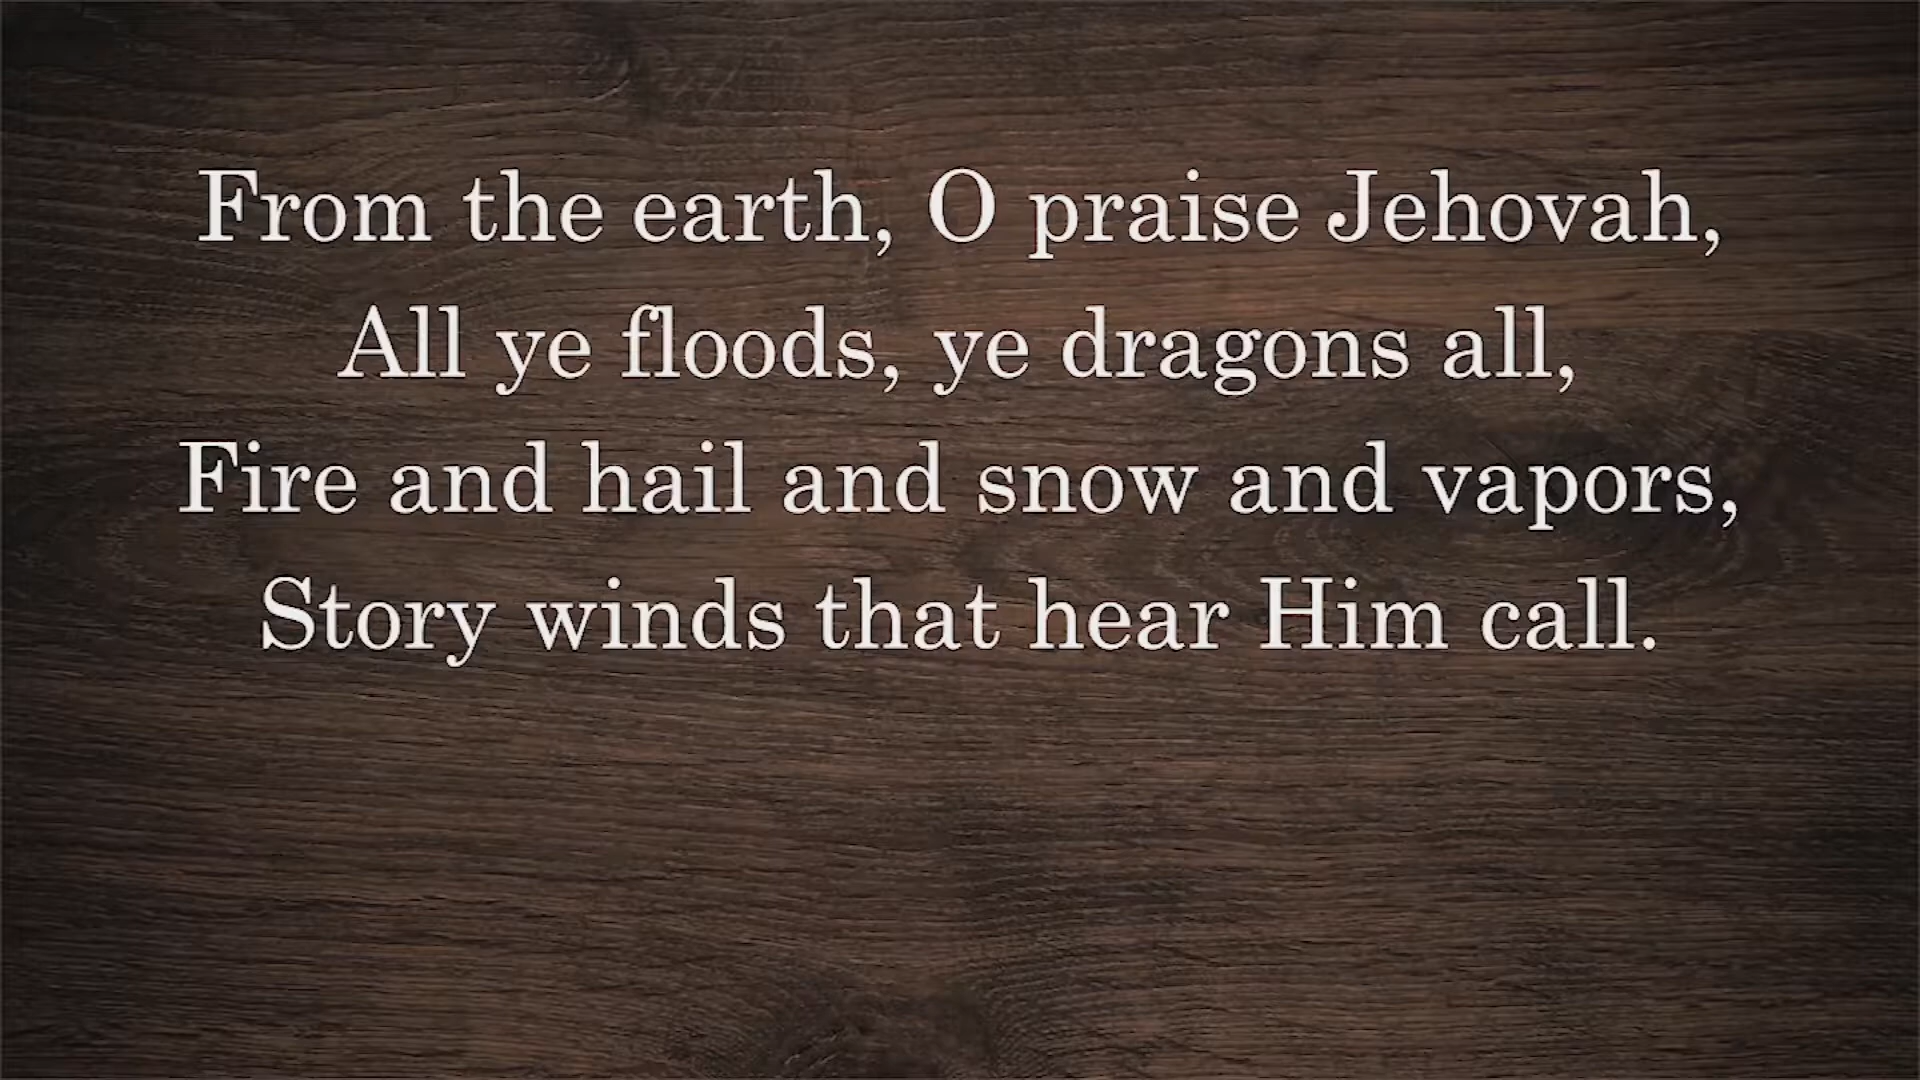 From the earth, O praise Jehovah,
All ye floods, ye dragons all,
Fire and hail and snow and vapors,
Story winds that hear Him call.